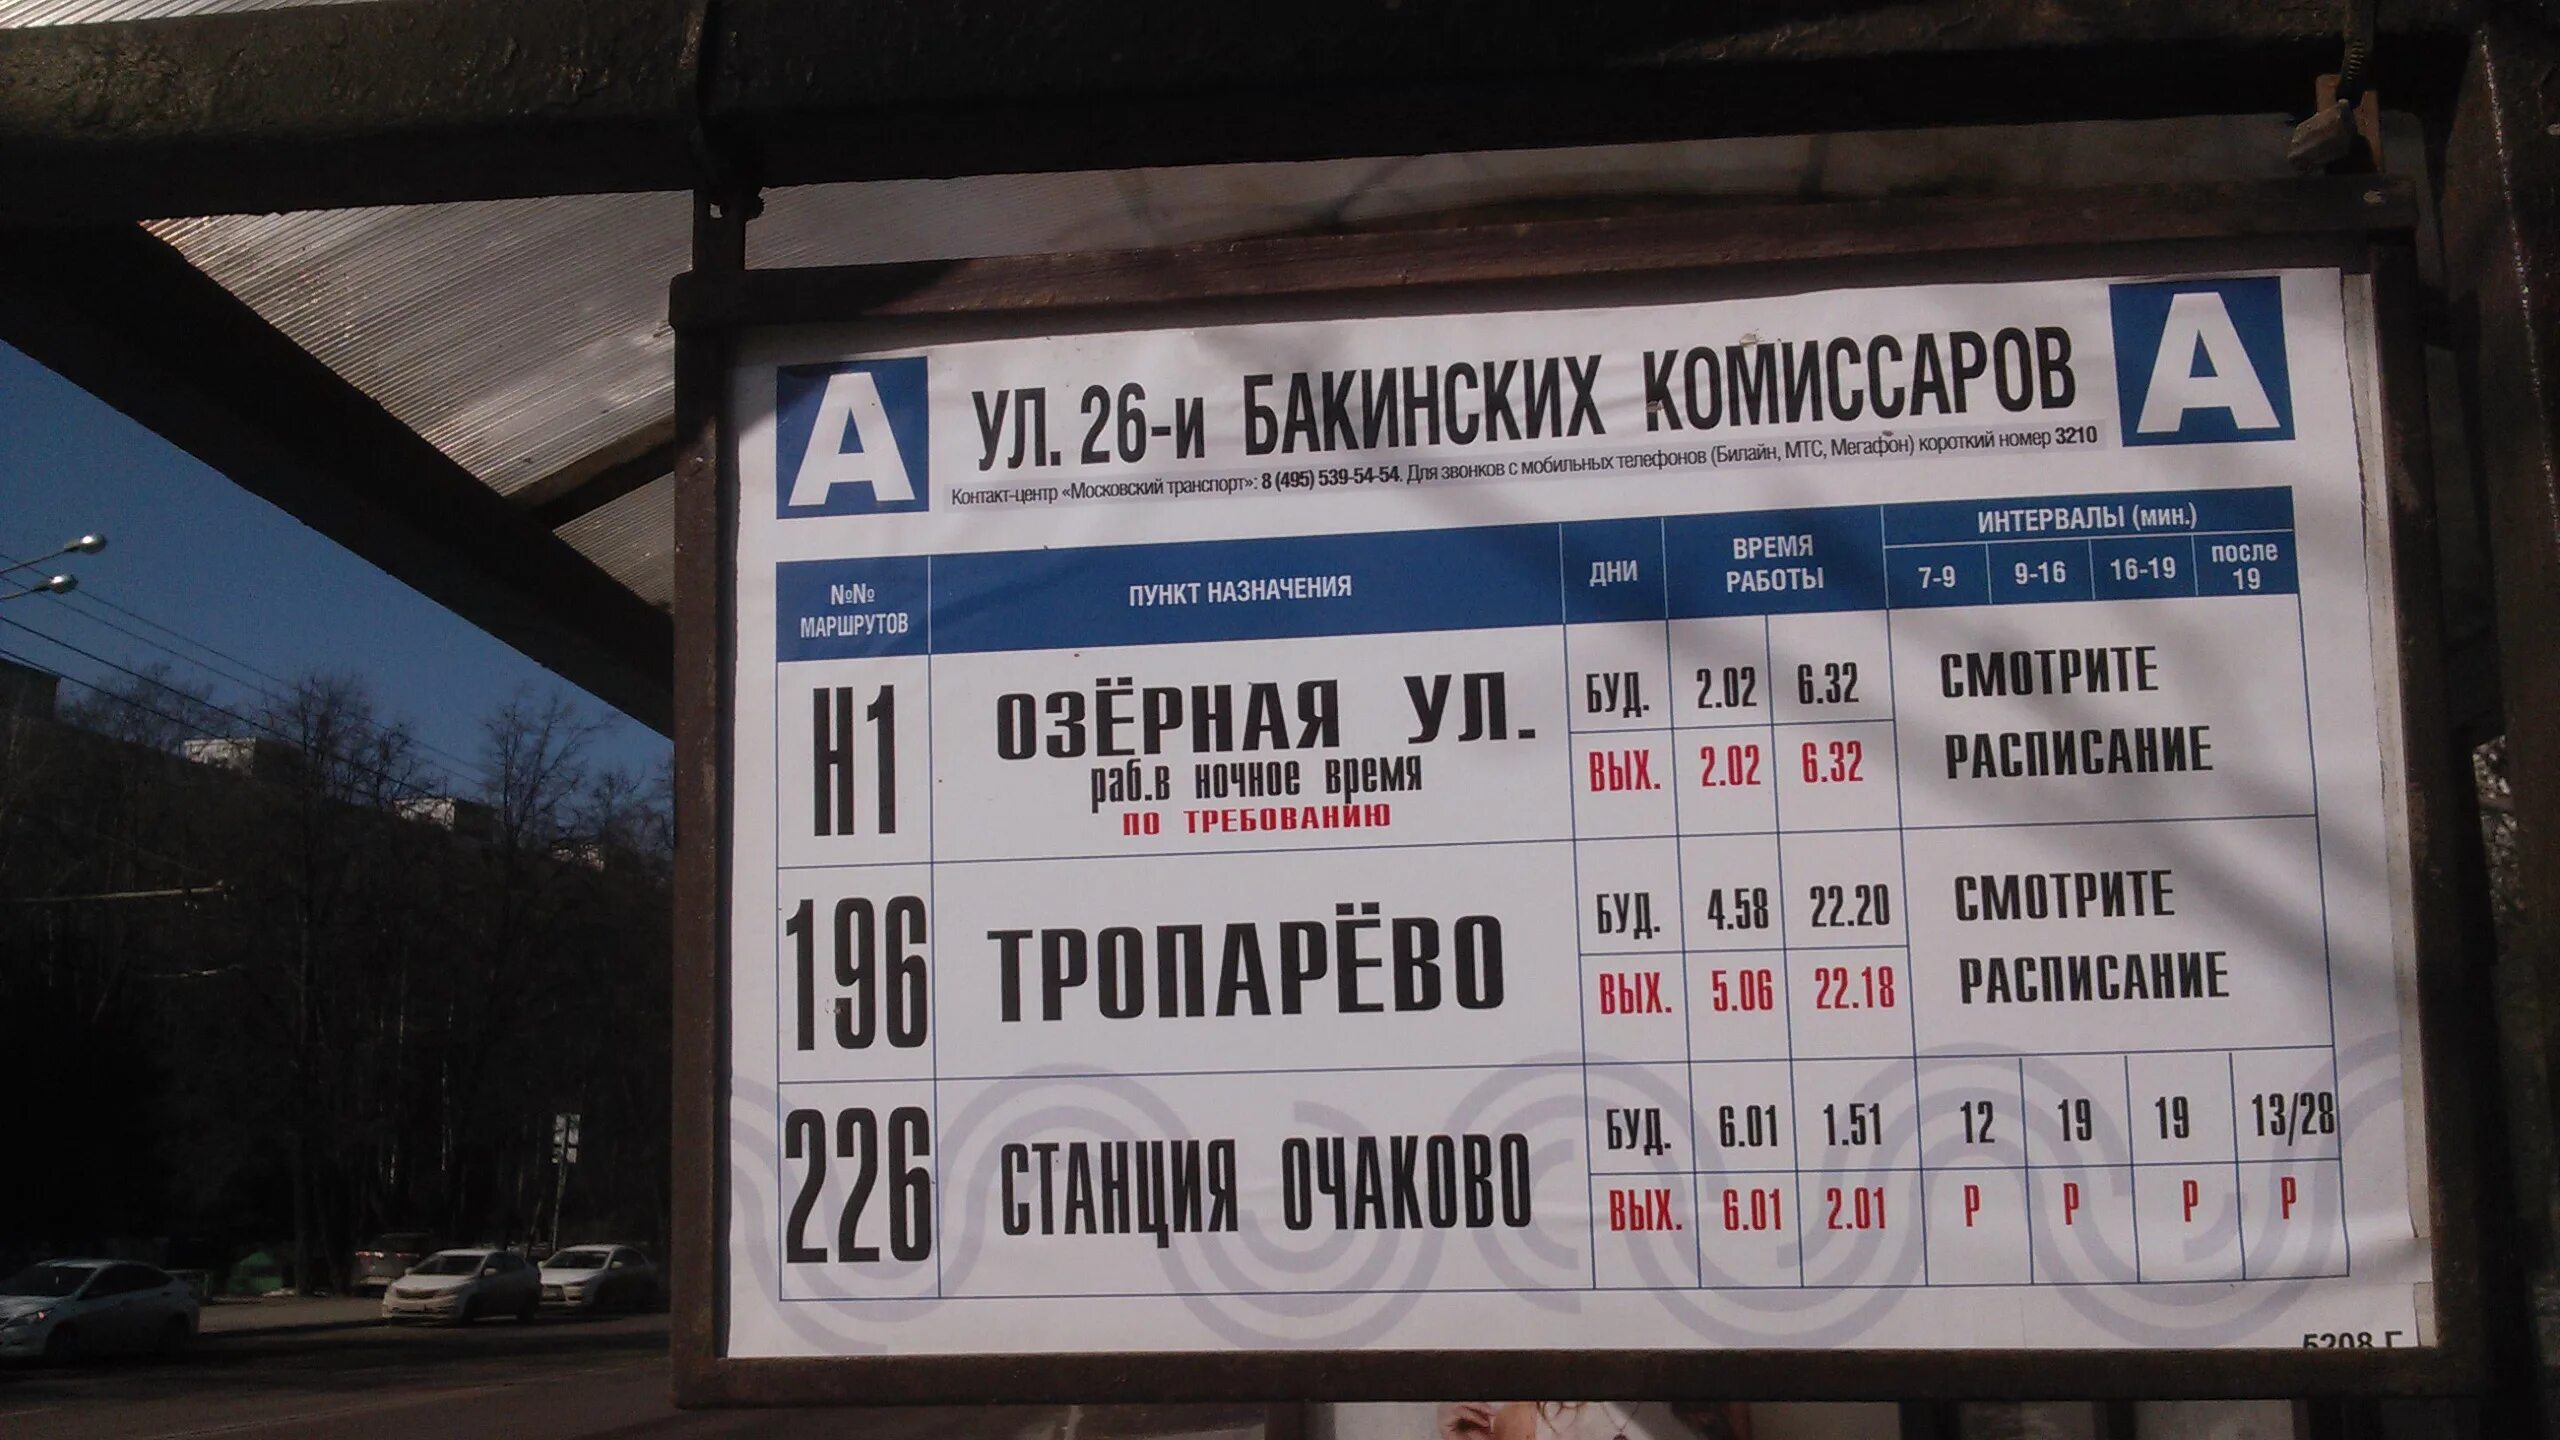 А УЛ. 26-и БАКИНСКИХ КОМИССАРОВ А
Контакт-центр «Московский транспорт»: 8 (495) 539-54-54. Для звонков с мобильных телефонов (Билайн, МТС, Мегафон) короткий номер 3210
№№ МАРШРУТОВ ПУНКТ НАЗНАЧЕНИЯ ДНИ ВРЕМЯ РАБОТЫ ИНТЕРВАЛЫ (мин.)
7-9 9-16 16-19 после 19
Н1 ОЗЁРНАЯ УЛ. БУД. 2.02 6.32 СМОТРИТЕ
раб.в ночное время ВЫХ. 2.02 6.32 РАСПИСАНИЕ
ПО ТРЕБОВАНИЮ
196 ТРОПАРЁВО БУД. 4.58 22.20 СМОТРИТЕ
ВЫХ. 5.06 22.18 РАСПИСАНИЕ
226 СТАНЦИЯ ОЧАКОВО БУД. 6.01 1.51 12 19 19 13/28
ВЫХ. 6.01 2.01 Р Р Р Р
5208 Г